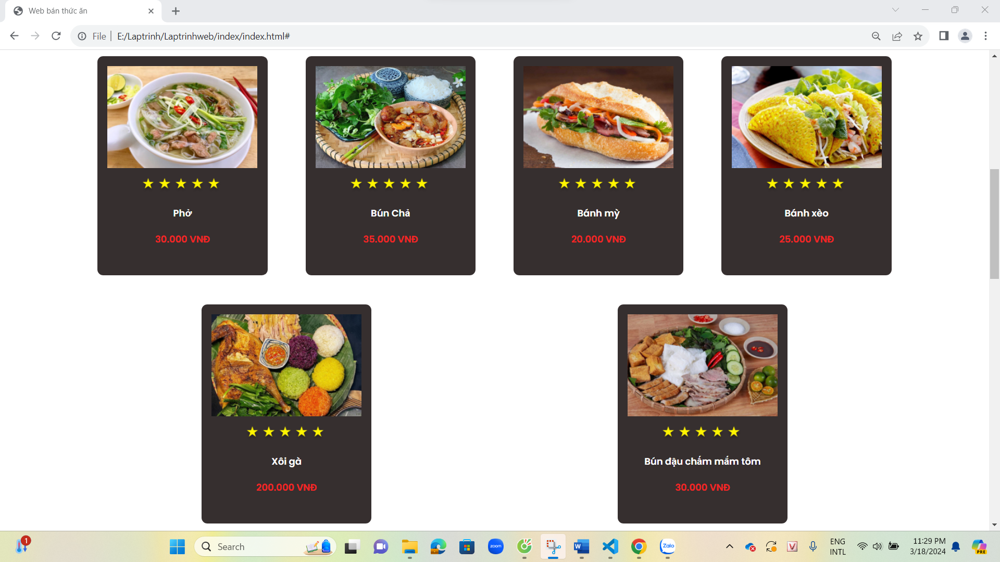 Web bán thức ăn
File
E:/Laptrinh/Laptrinhweb/index/index.html#
Phở
30.000 VNĐ
Bún Chả
35.000 VNĐ
Bánh mỳ
20.000 VNĐ
Bánh xèo
25.000 VNĐ
Xôi gà
200.000 VNĐ
Bún đậu chấm mắm tôm
30.000 VNĐ
1
Search
zoom
W
Zalo
V
ENG
INTL
11:29 PM
3/18/2024
PRE